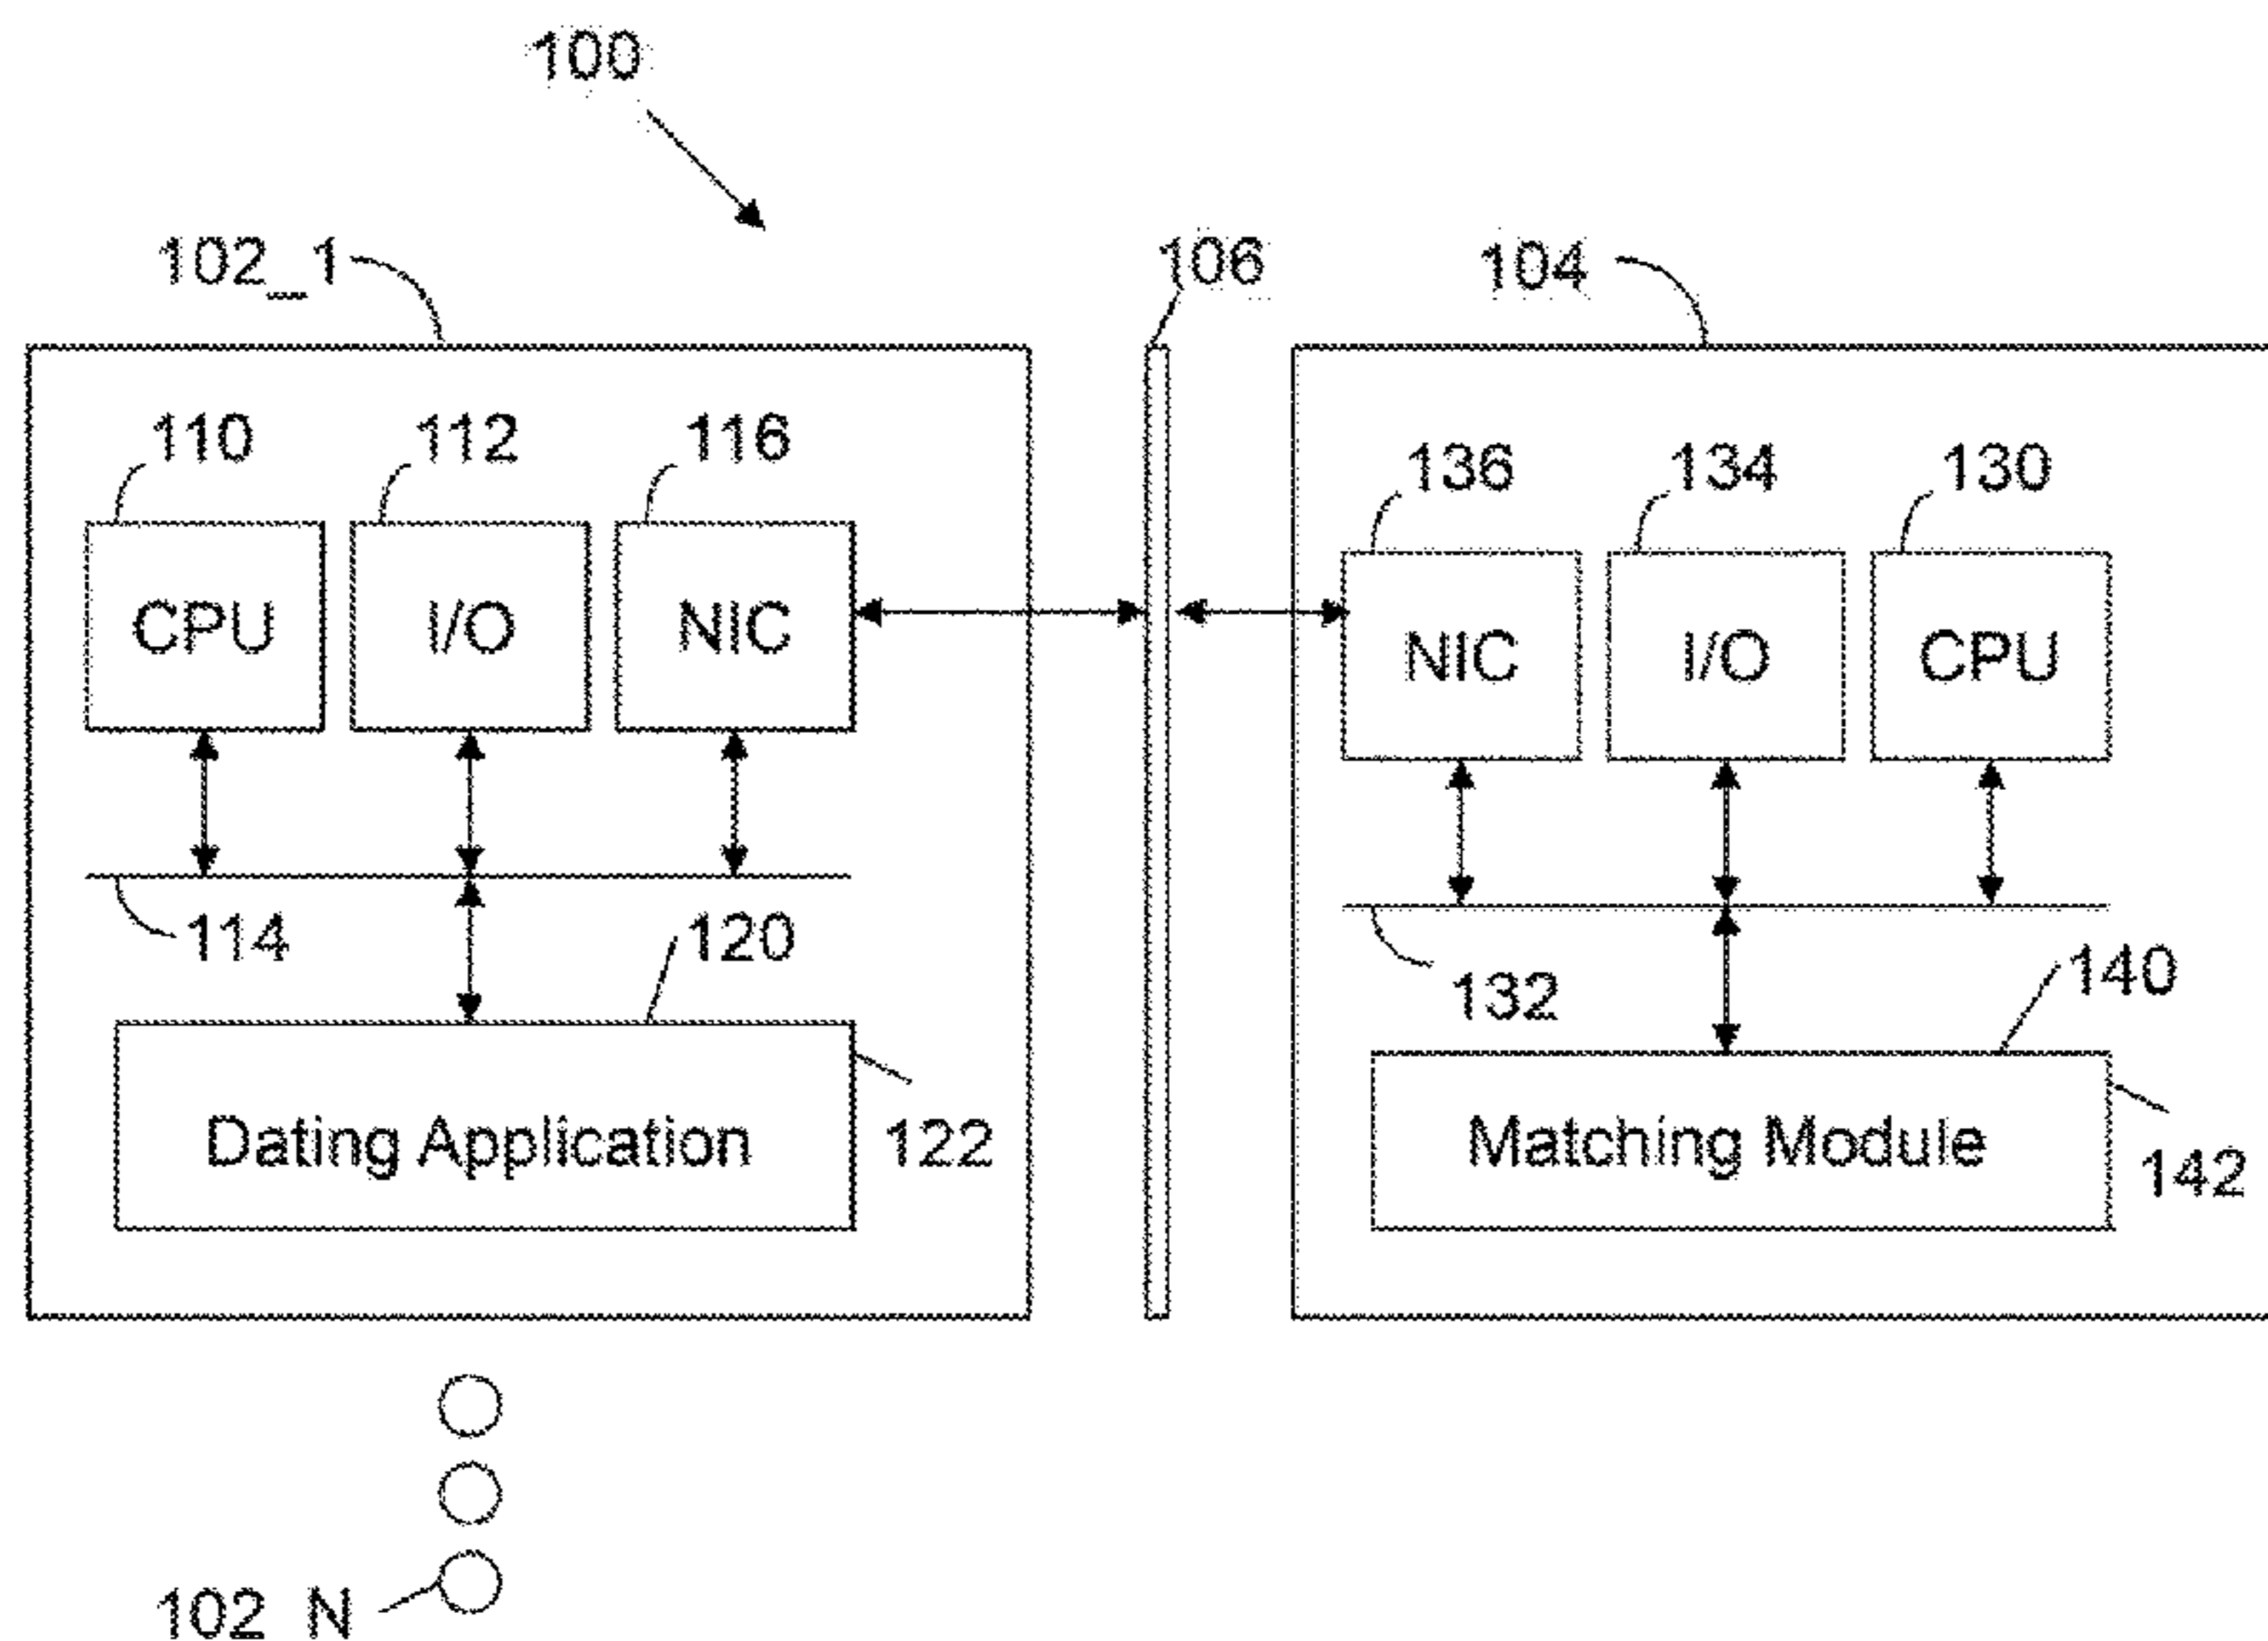 100
102_1
106
104
110 112 116
136 134 130
CPU I/O NIC
NIC I/O CPU
114 120
132 140
Dating Application 122
Matching Module 142
102 N